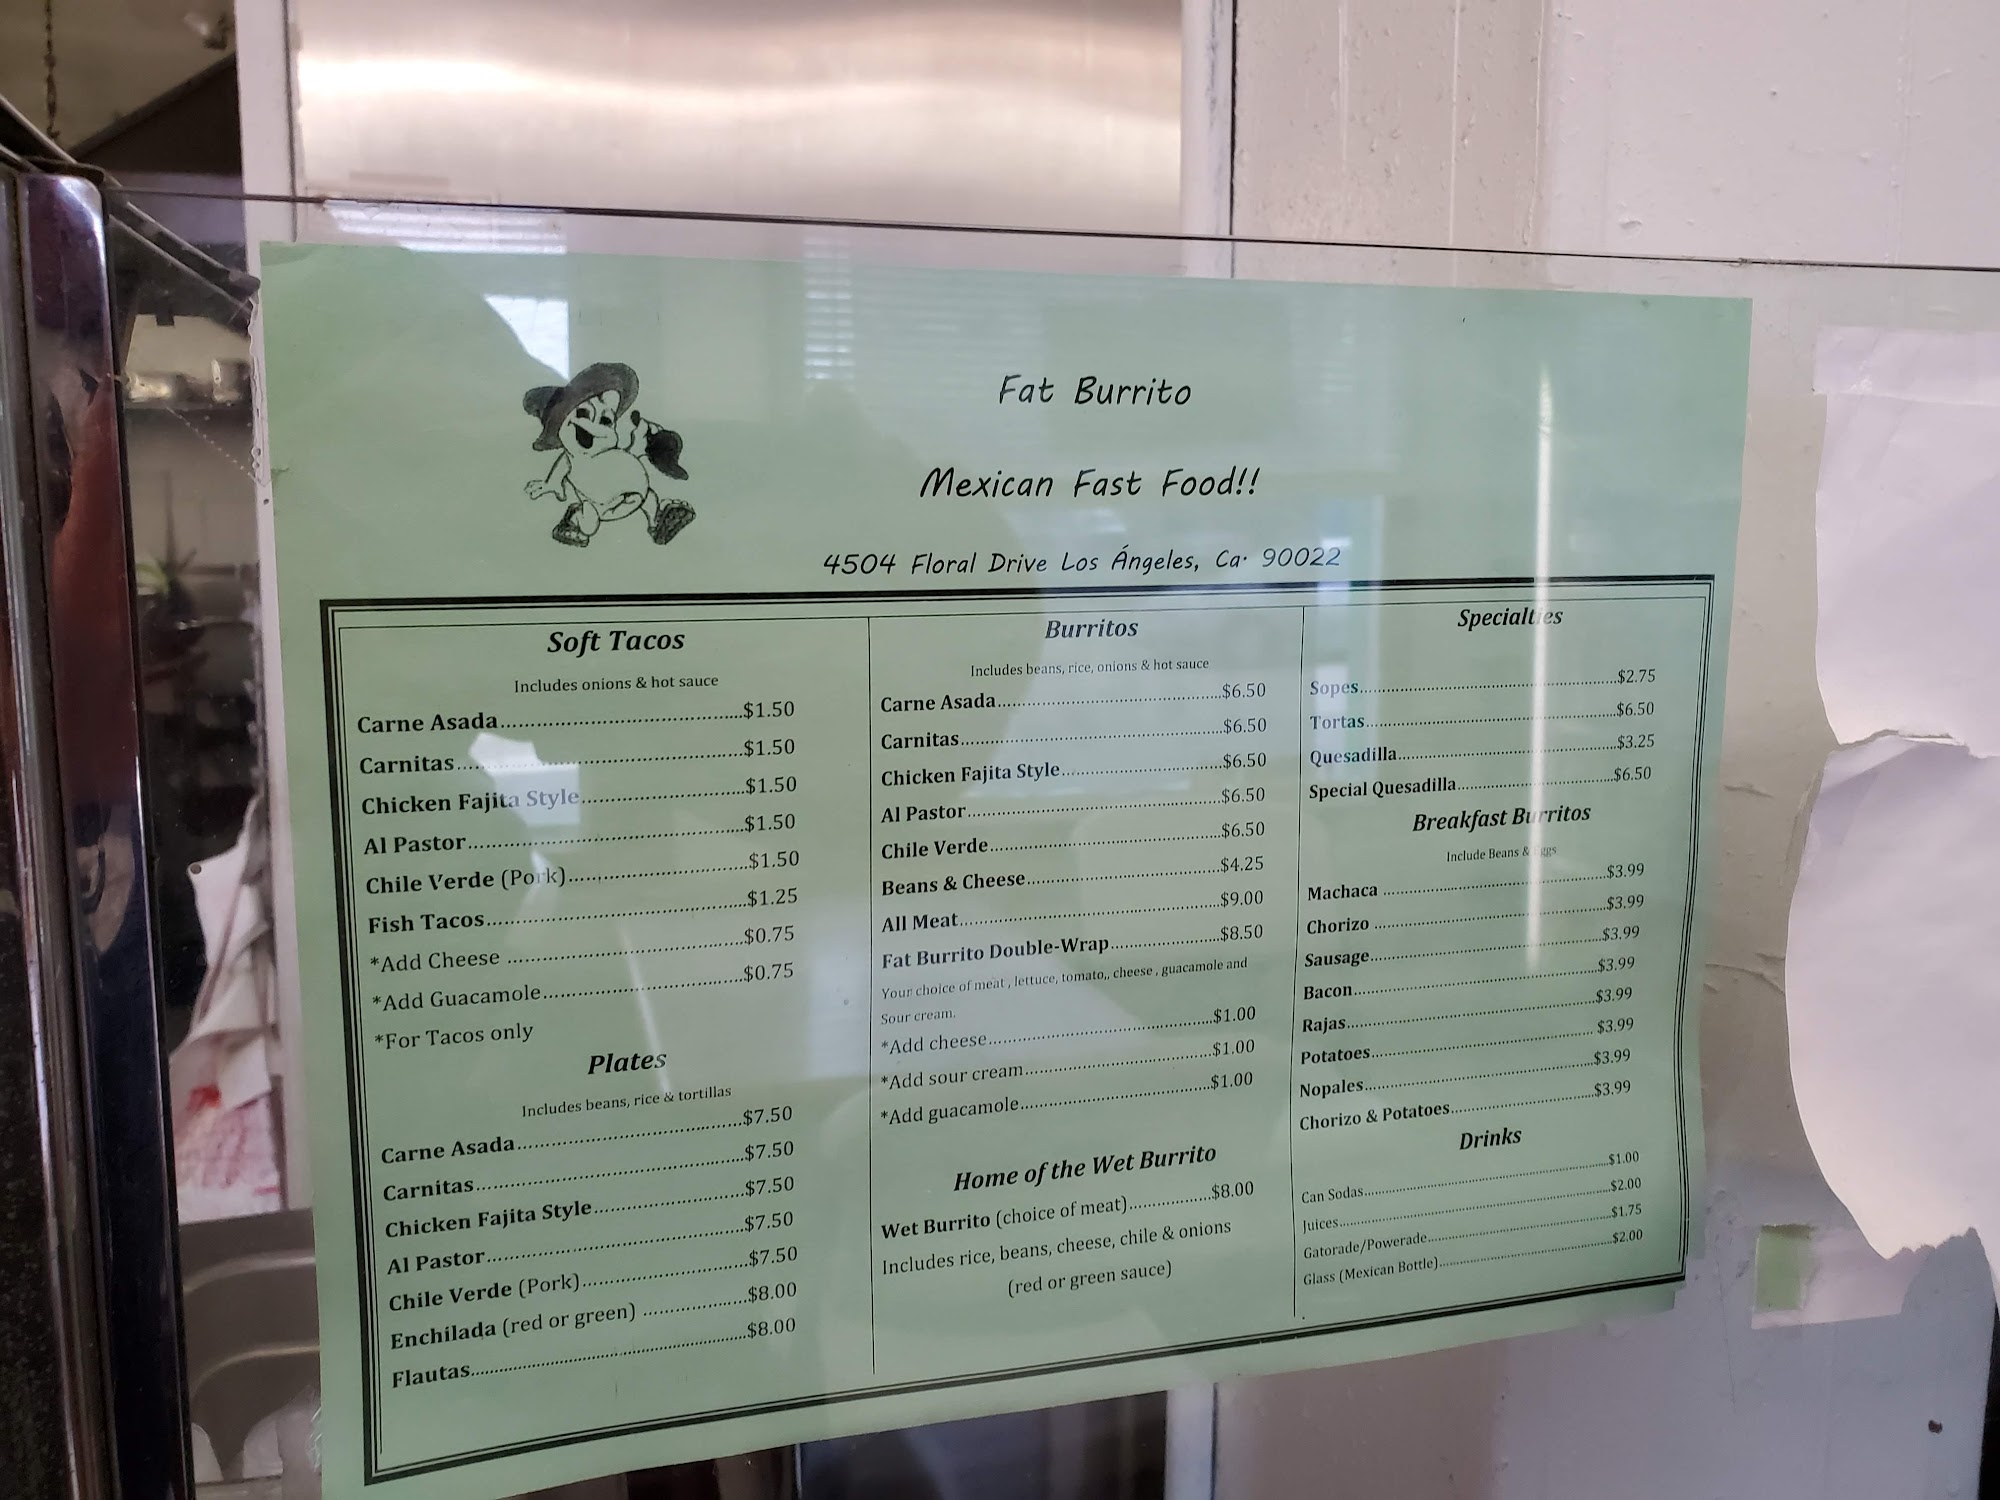 Fat Burrito
Mexican Fast Food!!
4504 Floral Drive Los Ángeles, Ca. 90022
Soft Tacos
Includes onions & hot sauce
Carne Asada.....$1.50
Carnitas.....$1.50
Chicken Fajita Style.....$1.50
Al Pastor.....$1.50
Chile Verde (Pork).....$1.50
Fish Tacos.....$1.25
*Add Cheese.....$0.75
*Add Guacamole.....$0.75
*For Tacos only
Plates
Includes beans, rice & tortillas
Carne Asada.....$7.50
Carnitas.....$7.50
Chicken Fajita Style.....$7.50
Al Pastor.....$7.50
Chile Verde (Pork).....$7.50
Enchilada (red or green).....$8.00
Flautas.....$8.00
Burritos
Includes beans, rice, onions & hot sauce
Carne Asada.....$6.50
Carnitas.....$6.50
Chicken Fajita Style.....$6.50
Al Pastor.....$6.50
Chile Verde.....$6.50
Beans & Cheese.....$4.25
All Meat.....$9.00
Fat Burrito Double-Wrap.....$8.50
Your choice of meat , lettuce, tomato,, cheese , guacamole and
Sour cream.
*Add cheese.....$1.00
*Add sour cream.....$1.00
*Add guacamole.....$1.00
Home of the Wet Burrito
Wet Burrito (choice of meat).....$8.00
Includes rice, beans, cheese, chile & onions
(red or green sauce)
Specialties
Sopes.....$2.75
Tortas.....$6.50
Quesadilla.....$3.25
Special Quesadilla.....$6.50
Breakfast Burritos
Include Beans & Eggs
Machaca.....$3.99
Chorizo.....$3.99
Sausage.....$3.99
Bacon.....$3.99
Rajas.....$3.99
Potatoes.....$3.99
Nopales.....$3.99
Chorizo & Potatoes.....$3.99
Drinks
Can Sodas.....$1.00
Juices.....$2.00
Gatorade/Powerade.....$1.75
Glass (Mexican Bottle).....$2.00